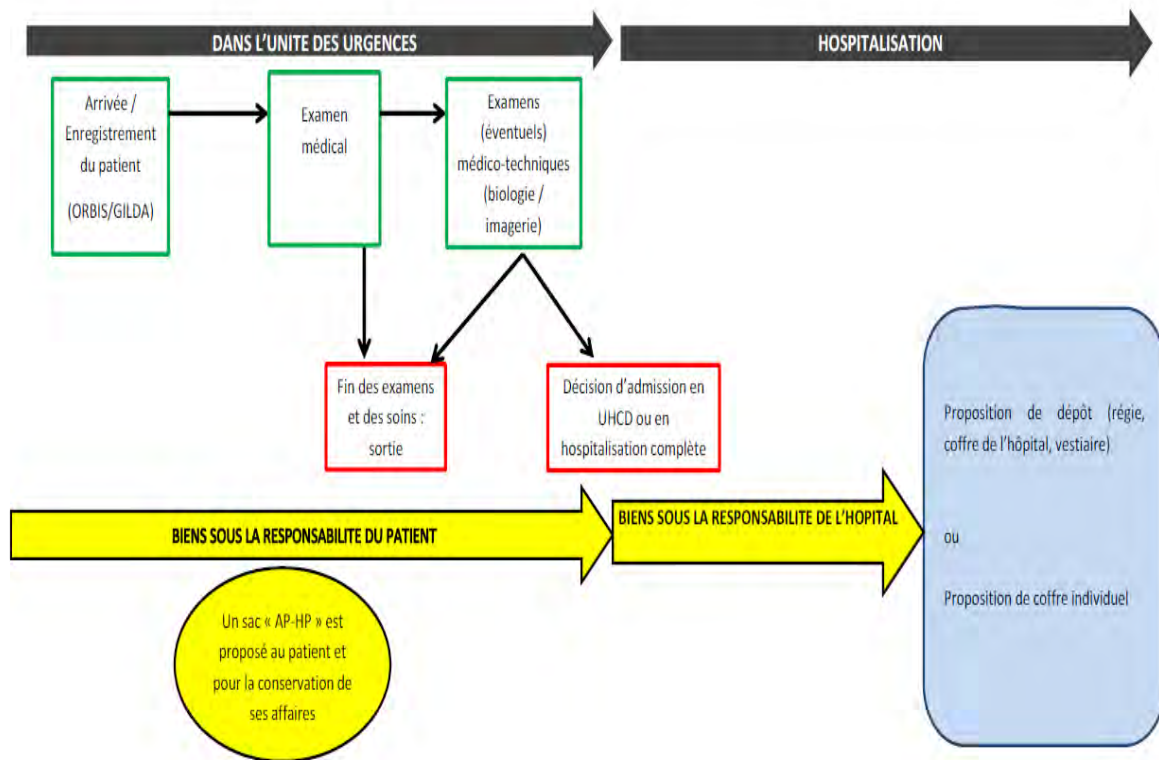 DANS L'UNITE DES URGENCES
HOSPITALISATION
Arrivée /
Enregistrement
du patient
(ORBIS/GILDA)
Examen
médical
Examens
(éventuels)
médico-techniques
(biologie /
imagerie)
Fin des examens
et des soins :
sortie
Décision d'admission en
UHCD ou en
hospitalisation complète
Proposition de dépôt (régie,
coffre de l'hôpital, vestiaire)
ou
Proposition de coffre individuel
BIENS SOUS LA RESPONSABILITE DU PATIENT
BIENS SOUS LA RESPONSABILITE DE L'HOPITAL
Un sac « AP-HP » est
proposé au patient et
pour la conservation de
ses affaires